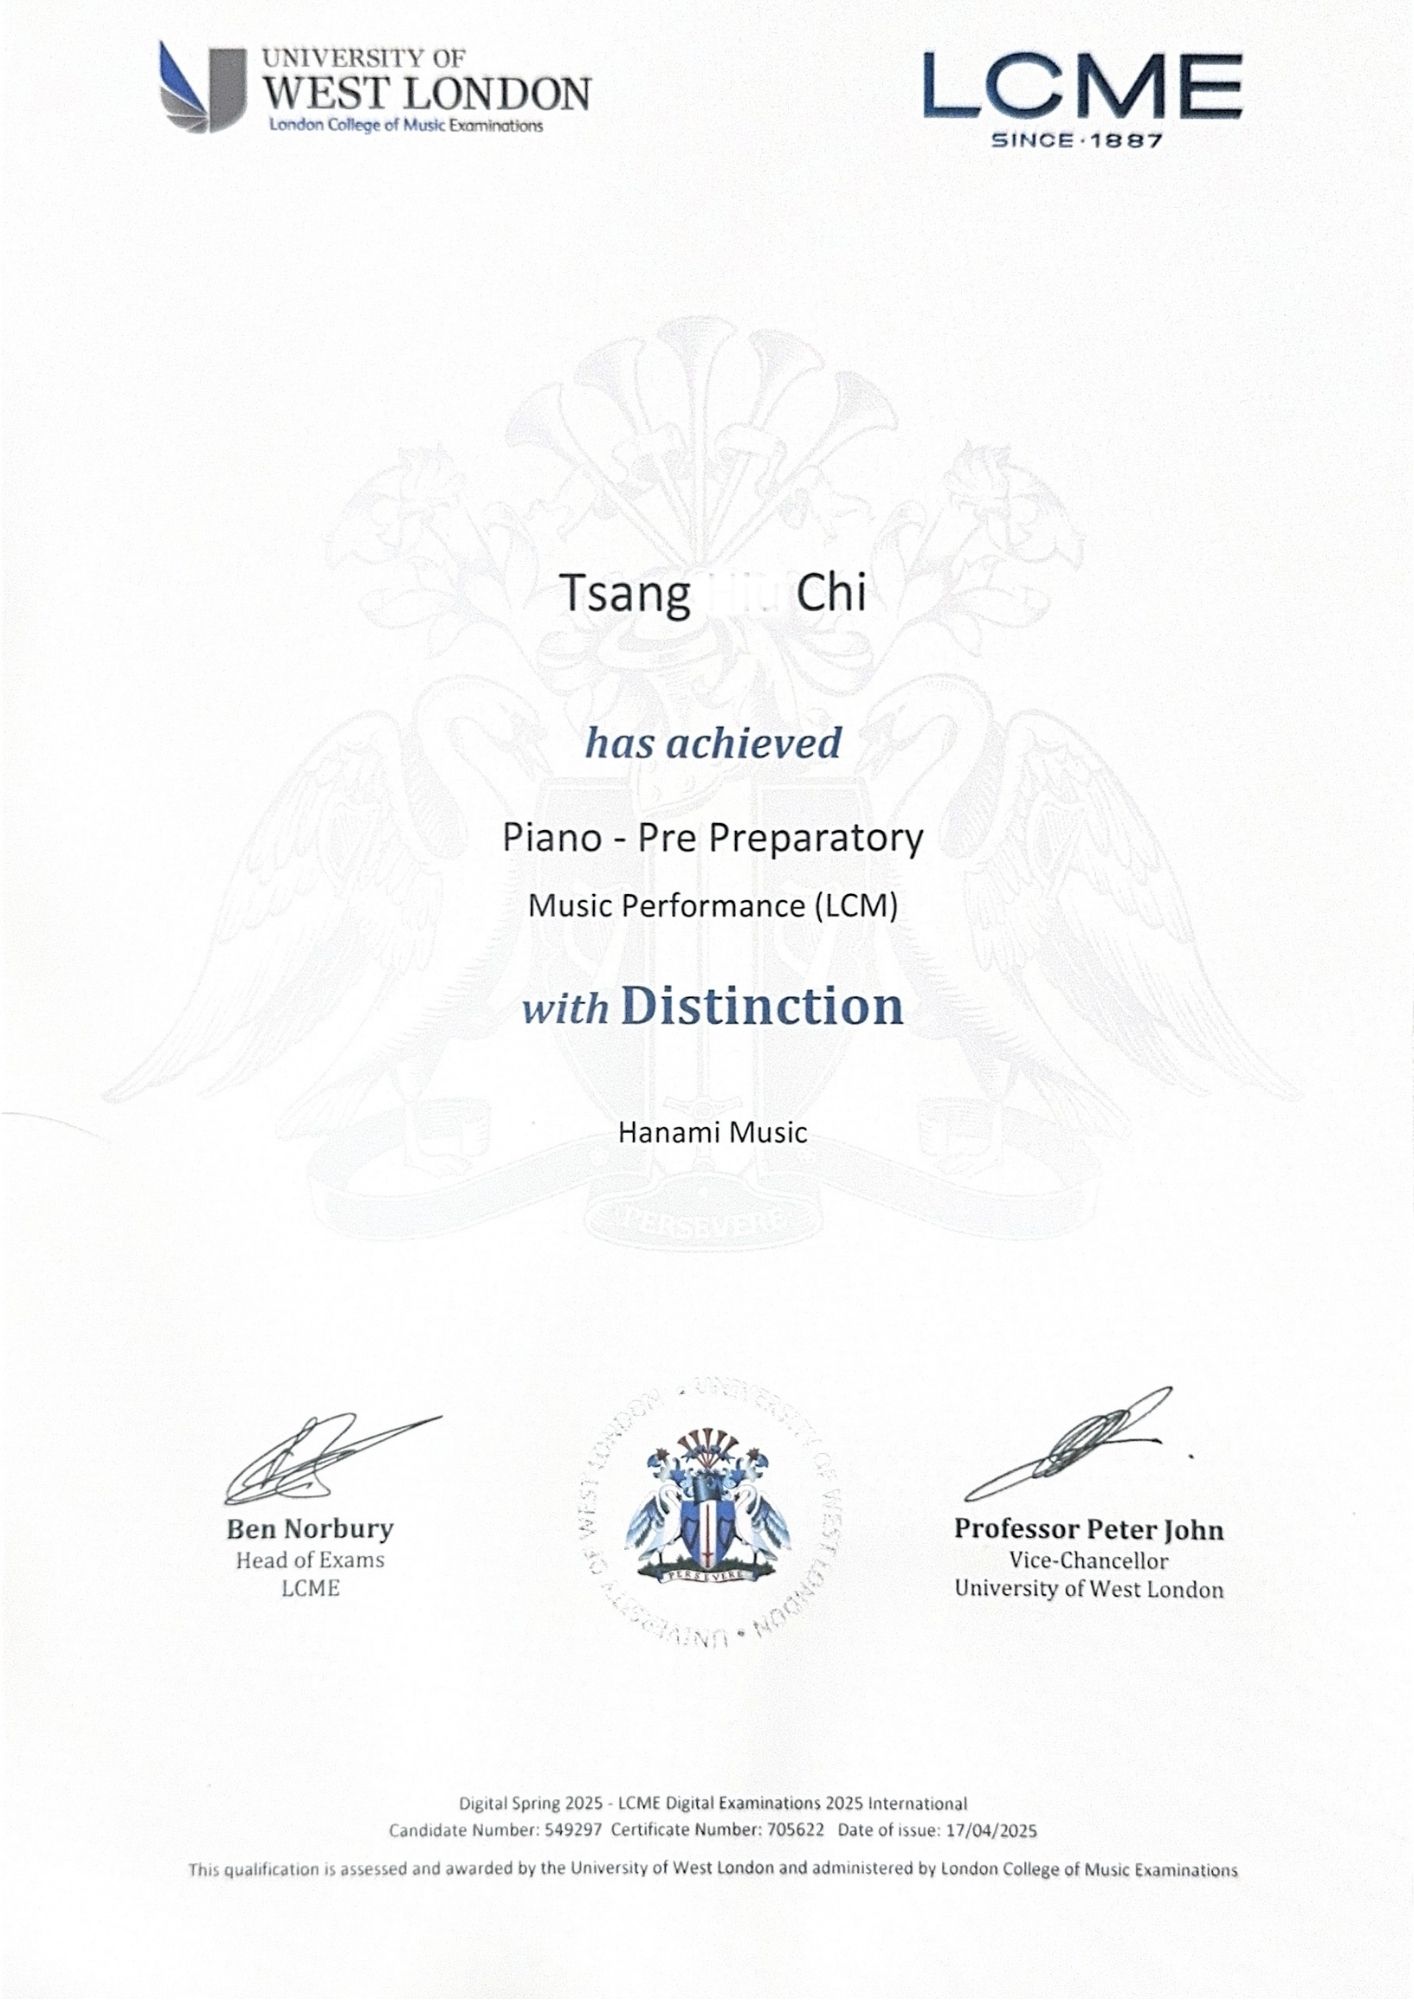 UNIVERSITY OF
WEST LONDON
London College of Music Examinations
LCME
SINCE·1887
Tsang Chi
has achieved
Piano - Pre Preparatory
Music Performance (LCM)
with Distinction
Hanami Music
PERSEVERE
Ben Norbury
Head of Exams
LCME
UNIVERSITY OF WEST LONDON • UNIVERSITY OF WEST LONDON •
PERSEVERE
Professor Peter John
Vice-Chancellor
University of West London
Digital Spring 2025 - LCME Digital Examinations 2025 International
Candidate Number: 549297 Certificate Number: 705622 Date of issue: 17/04/2025
This qualification is assessed and awarded by the University of West London and administered by London College of Music Examinations